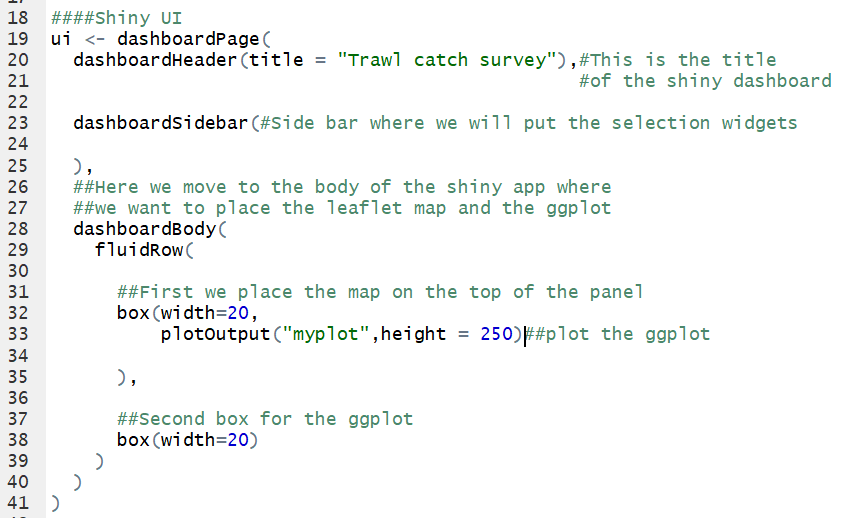 18 ####Shiny UI
19 ui <- dashboardPage(
20   dashboardHeader(title = "Trawl catch survey"),#This is the title
21                                                 #of the shiny dashboard
22
23   dashboardSidebar(#Side bar where we will put the selection widgets
24
25   ),
26   ##Here we move to the body of the shiny app where
27   ##we want to place the leaflet map and the ggplot
28   dashboardBody(
29     fluidRow(
30
31       ##First we place the map on the top of the panel
32       box(width=20,
33           plotOutput("myplot",height = 250)##plot the ggplot
34
35       ),
36
37       ##Second box for the ggplot
38       box(width=20)
39     )
40   )
41 )